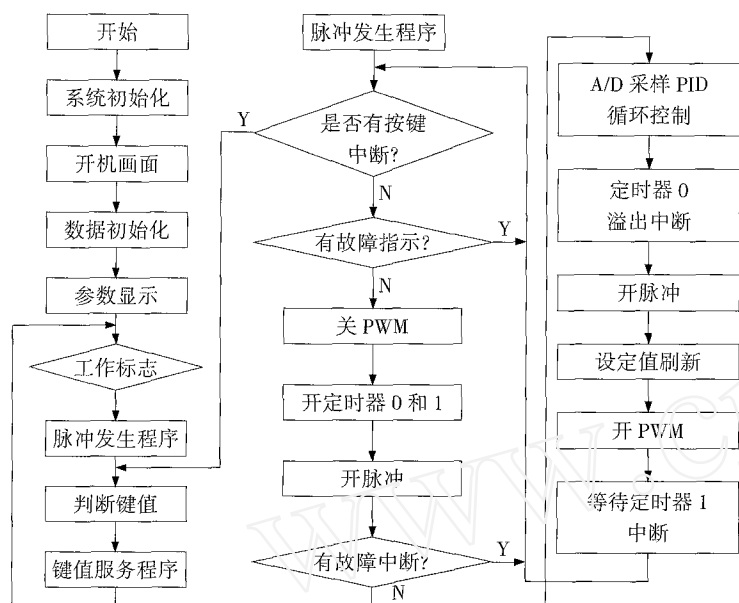 开始
系统初始化
开机画面
数据初始化
参数显示
工作标志
脉冲发生程序
判断键值
键值服务程序
脉冲发生程序
是否有按键
中断?
Y
N
有故障指示?
Y
N
关 PWM
开定时器 0 和 1
开脉冲
有故障中断?
Y
N
A/D 采样 PID
循环控制
定时器 0
溢出中断
开脉冲
设定值刷新
开 PWM
等待定时器 1
中断